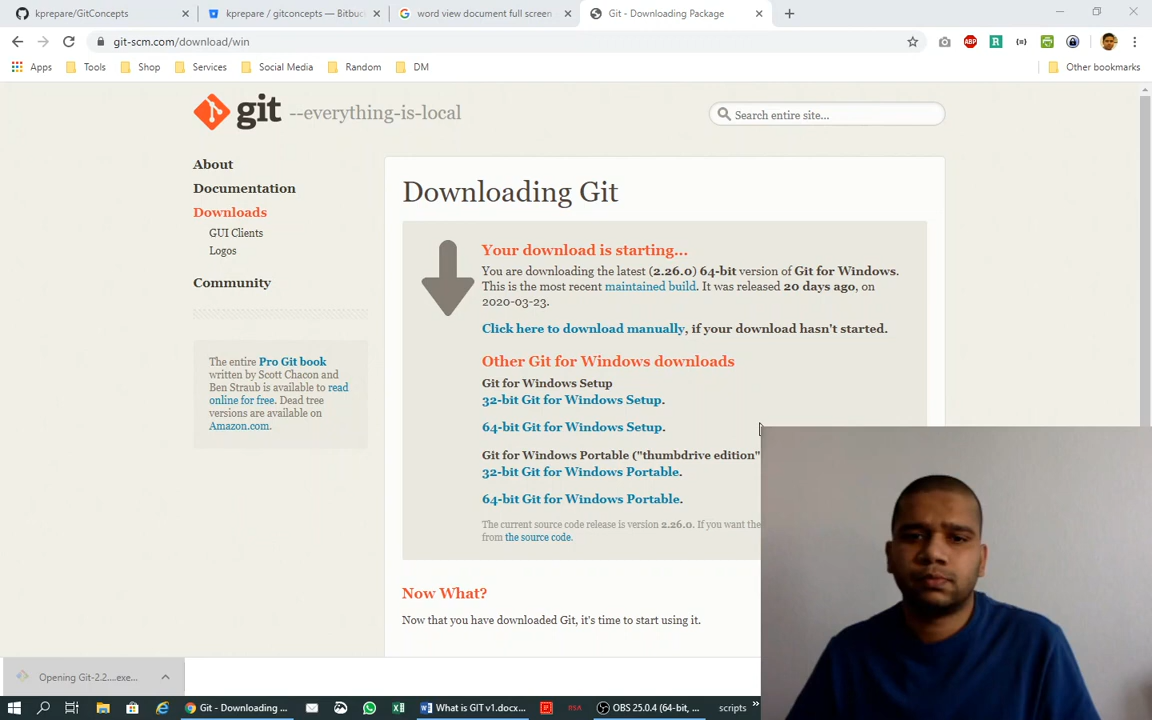 kprepare/GitConcepts
kprepare / gitconcepts — Bitbuc
word view document full screen
Git - Downloading Package
git-scm.com/download/win
ABP
Apps
Tools
Shop
Services
Social Media
Random
DM
Other bookmarks
git --everything-is-local
Search entire site...
About
Documentation
Downloads
GUI Clients
Logos
Community
The entire Pro Git book
written by Scott Chacon and
Ben Straub is available to read
online for free. Dead tree
versions are available on
Amazon.com.
Downloading Git
Your download is starting...
You are downloading the latest (2.26.0) 64-bit version of Git for Windows.
This is the most recent maintained build. It was released 20 days ago, on
2020-03-23.
Click here to download manually, if your download hasn't started.
Other Git for Windows downloads
Git for Windows Setup
32-bit Git for Windows Setup.
64-bit Git for Windows Setup.
Git for Windows Portable ("thumbdrive edition"
32-bit Git for Windows Portable.
64-bit Git for Windows Portable.
The current source code release is version 2.26.0. If you want the
from the source code.
Now What?
Now that you have downloaded Git, it's time to start using it.
Opening Git-2.2....exe...
Git - Downloading ...
What is GIT v1.docx...
RSA
OBS 25.0.4 (64-bit, ...
scripts